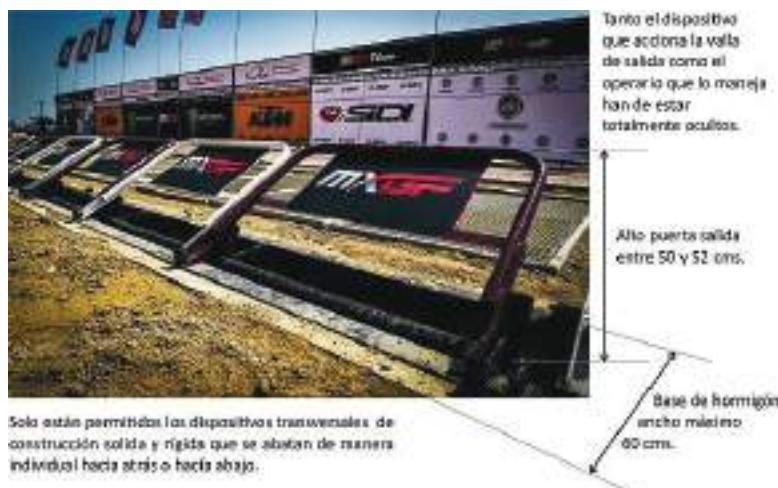 Tanto el dispositivo
que acciona la valla
de salida como el
operario que lo maneja
han de estar
totalmente ocultos.
KTM
SIDI
MXGP
Alto puerta salida
entre 50 y 52 cms.
Base de hormigón
ancho máximo
60 cms.
Solo están permitidos los dispositivos transversales de
construcción solida y rígida que se abatan de manera
individual hacia atrás o hacía abajo.